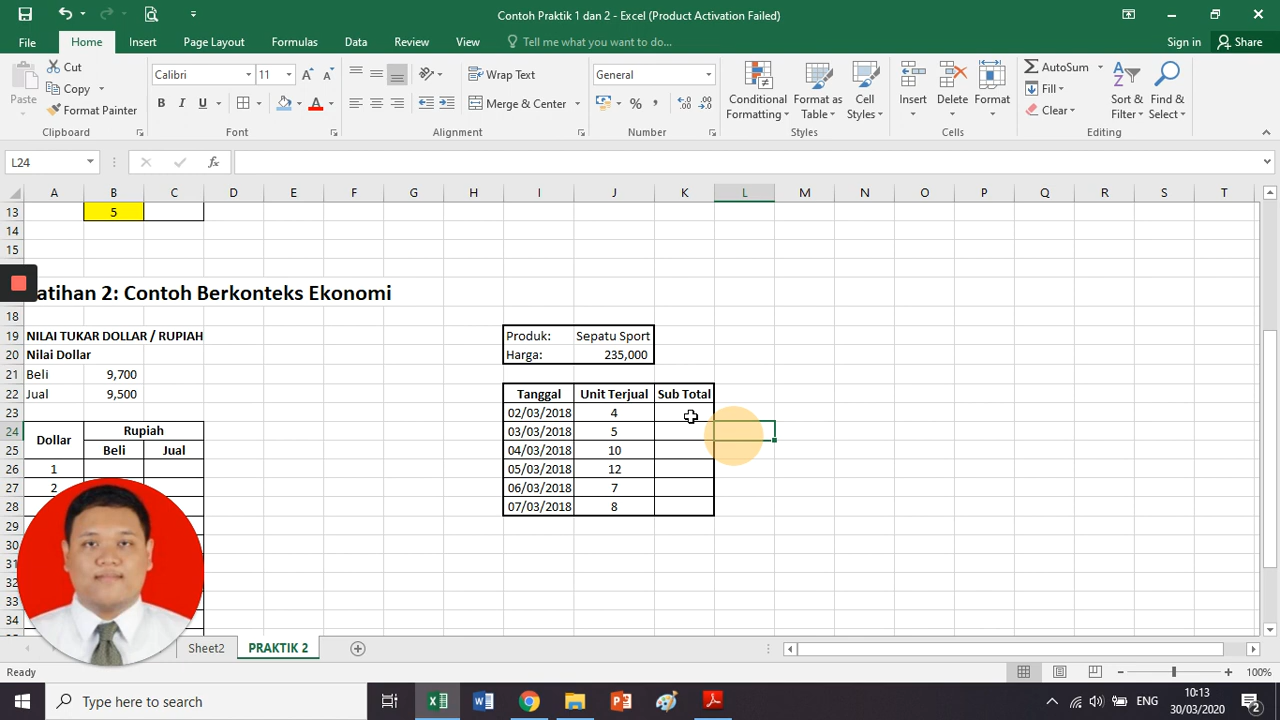 Contoh Praktik 1 dan 2 - Excel (Product Activation Failed)
File Home Insert Page Layout Formulas Data Review View Tell me what you want to do... Sign in Share
Paste Cut Copy Format Painter Clipboard
Calibri 11 B I U A Font
Wrap Text Merge & Center Alignment
General % , Number
Conditional Formatting Format as Table Cell Styles Styles
Insert Delete Format Cells
AutoSum Fill Clear Sort & Filter Find & Select Editing
L24 fx
A B C D E F G H I J K L M N O P Q R S T
13 5
14
15
atihan 2: Contoh Berkonteks Ekonomi
18
19 NILAI TUKAR DOLLAR / RUPIAH Produk: Sepatu Sport
20 Nilai Dollar Harga: 235,000
21 Beli 9,700
22 Jual 9,500 Tanggal Unit Terjual Sub Total
23 02/03/2018 4
24 Dollar Rupiah 03/03/2018 5
25 Beli Jual 04/03/2018 10
26 1 05/03/2018 12
27 2 06/03/2018 7
28 07/03/2018 8
29
30
31
32
33
34
Sheet2 PRAKTIK 2
Ready 100%
Type here to search ENG 10:13
30/03/2020 2